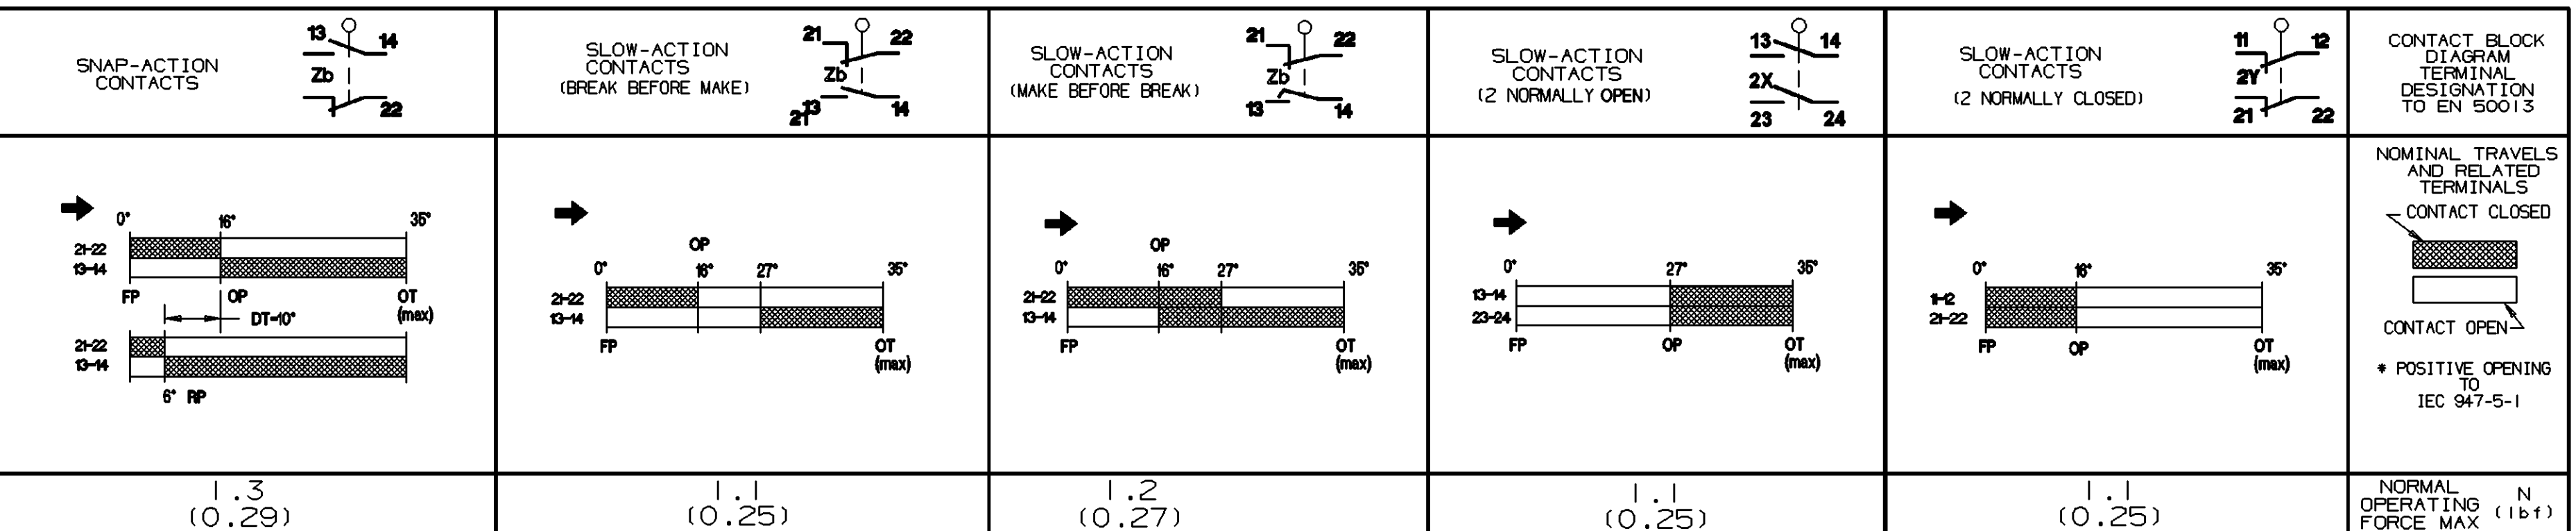 SNAP-ACTION
CONTACTS
13
14
Zb
22
SLOW-ACTION
CONTACTS
(BREAK BEFORE MAKE)
21
22
Zb
13
21
14
SLOW-ACTION
CONTACTS
(MAKE BEFORE BREAK)
21
22
Zb
13
14
SLOW-ACTION
CONTACTS
(2 NORMALLY OPEN)
13
14
2X
23
24
SLOW-ACTION
CONTACTS
(2 NORMALLY CLOSED)
11
12
2Y
21
22
CONTACT BLOCK
DIAGRAM
TERMINAL
DESIGNATION
TO EN 50013
0° 16° 35°
21-22
13-14
FP OP OT
(max)
DT=10°
21-22
13-14
6° RP
OP
0° 16° 27° 35°
21-22
13-14
FP OT
(max)
OP
0° 16° 27° 35°
21-22
13-14
FP OT
(max)
0° 27° 35°
13-14
23-24
FP OP OT
(max)
0° 16° 35°
11-12
21-22
FP OP OT
(max)
NOMINAL TRAVELS
AND RELATED
TERMINALS
CONTACT CLOSED
CONTACT OPEN
* POSITIVE OPENING
TO
IEC 947-5-1
1.3
(0.29)
1.1
(0.25)
1.2
(0.27)
1.1
(0.25)
1.1
(0.25)
NORMAL
OPERATING
FORCE MAX
N
(lbf)